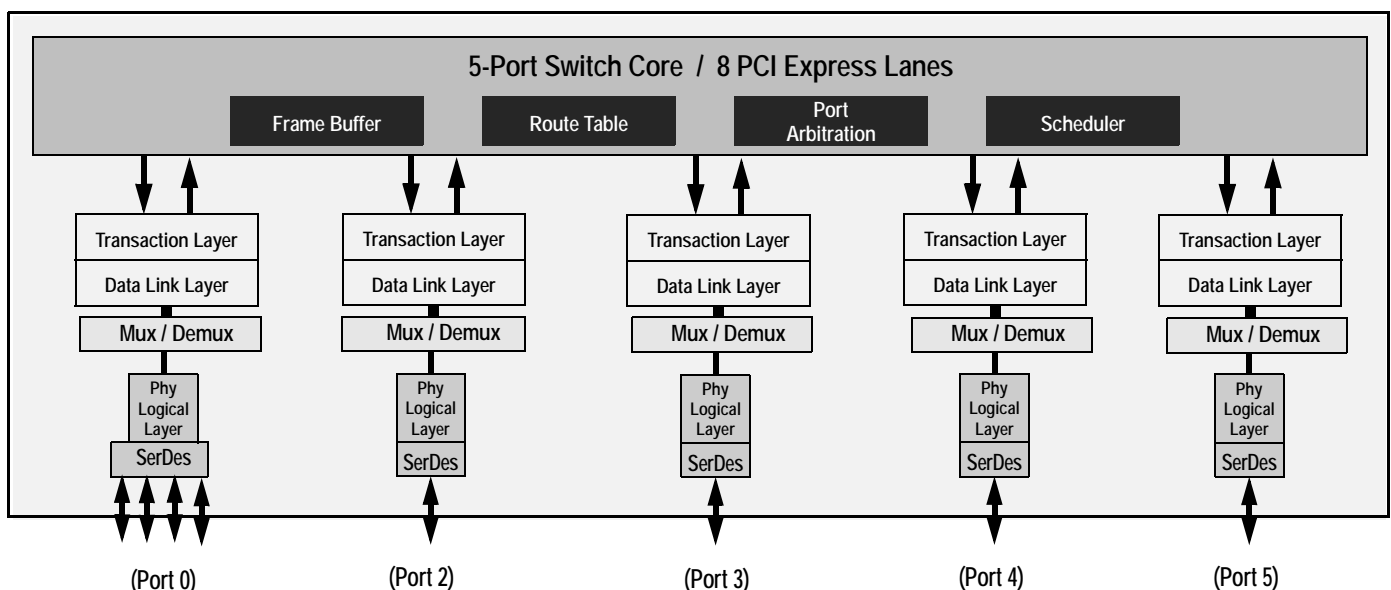 5-Port Switch Core / 8 PCI Express Lanes
Frame Buffer
Route Table
Port
Arbitration
Scheduler
Transaction Layer
Data Link Layer
Mux / Demux
Phy
Logical
Layer
SerDes
(Port 0)
Transaction Layer
Data Link Layer
Mux / Demux
Phy
Logical
Layer
SerDes
(Port 2)
Transaction Layer
Data Link Layer
Mux / Demux
Phy
Logical
Layer
SerDes
(Port 3)
Transaction Layer
Data Link Layer
Mux / Demux
Phy
Logical
Layer
SerDes
(Port 4)
Transaction Layer
Data Link Layer
Mux / Demux
Phy
Logical
Layer
SerDes
(Port 5)